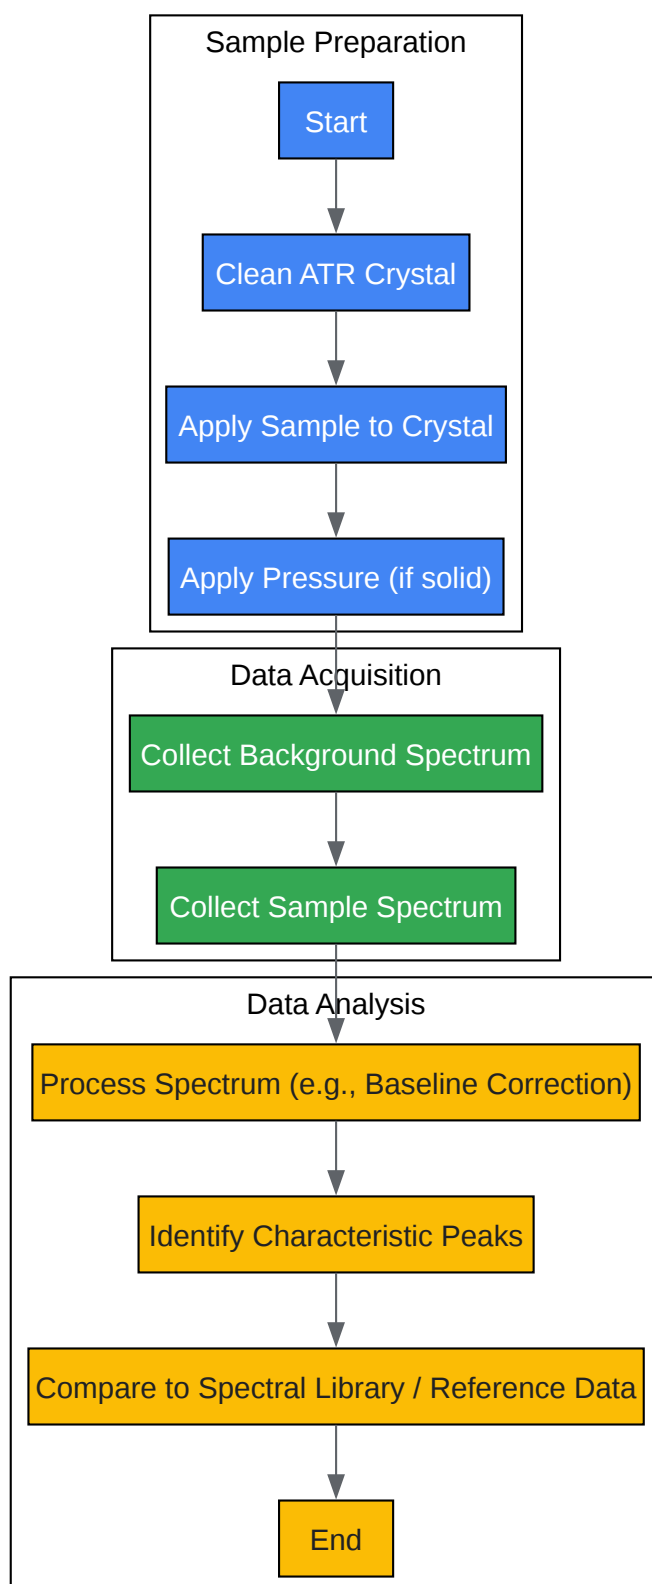 Sample Preparation
Start
Clean ATR Crystal
Apply Sample to Crystal
Apply Pressure (if solid)
Data Acquisition
Collect Background Spectrum
Collect Sample Spectrum
Data Analysis
Process Spectrum (e.g., Baseline Correction)
Identify Characteristic Peaks
Compare to Spectral Library / Reference Data
End